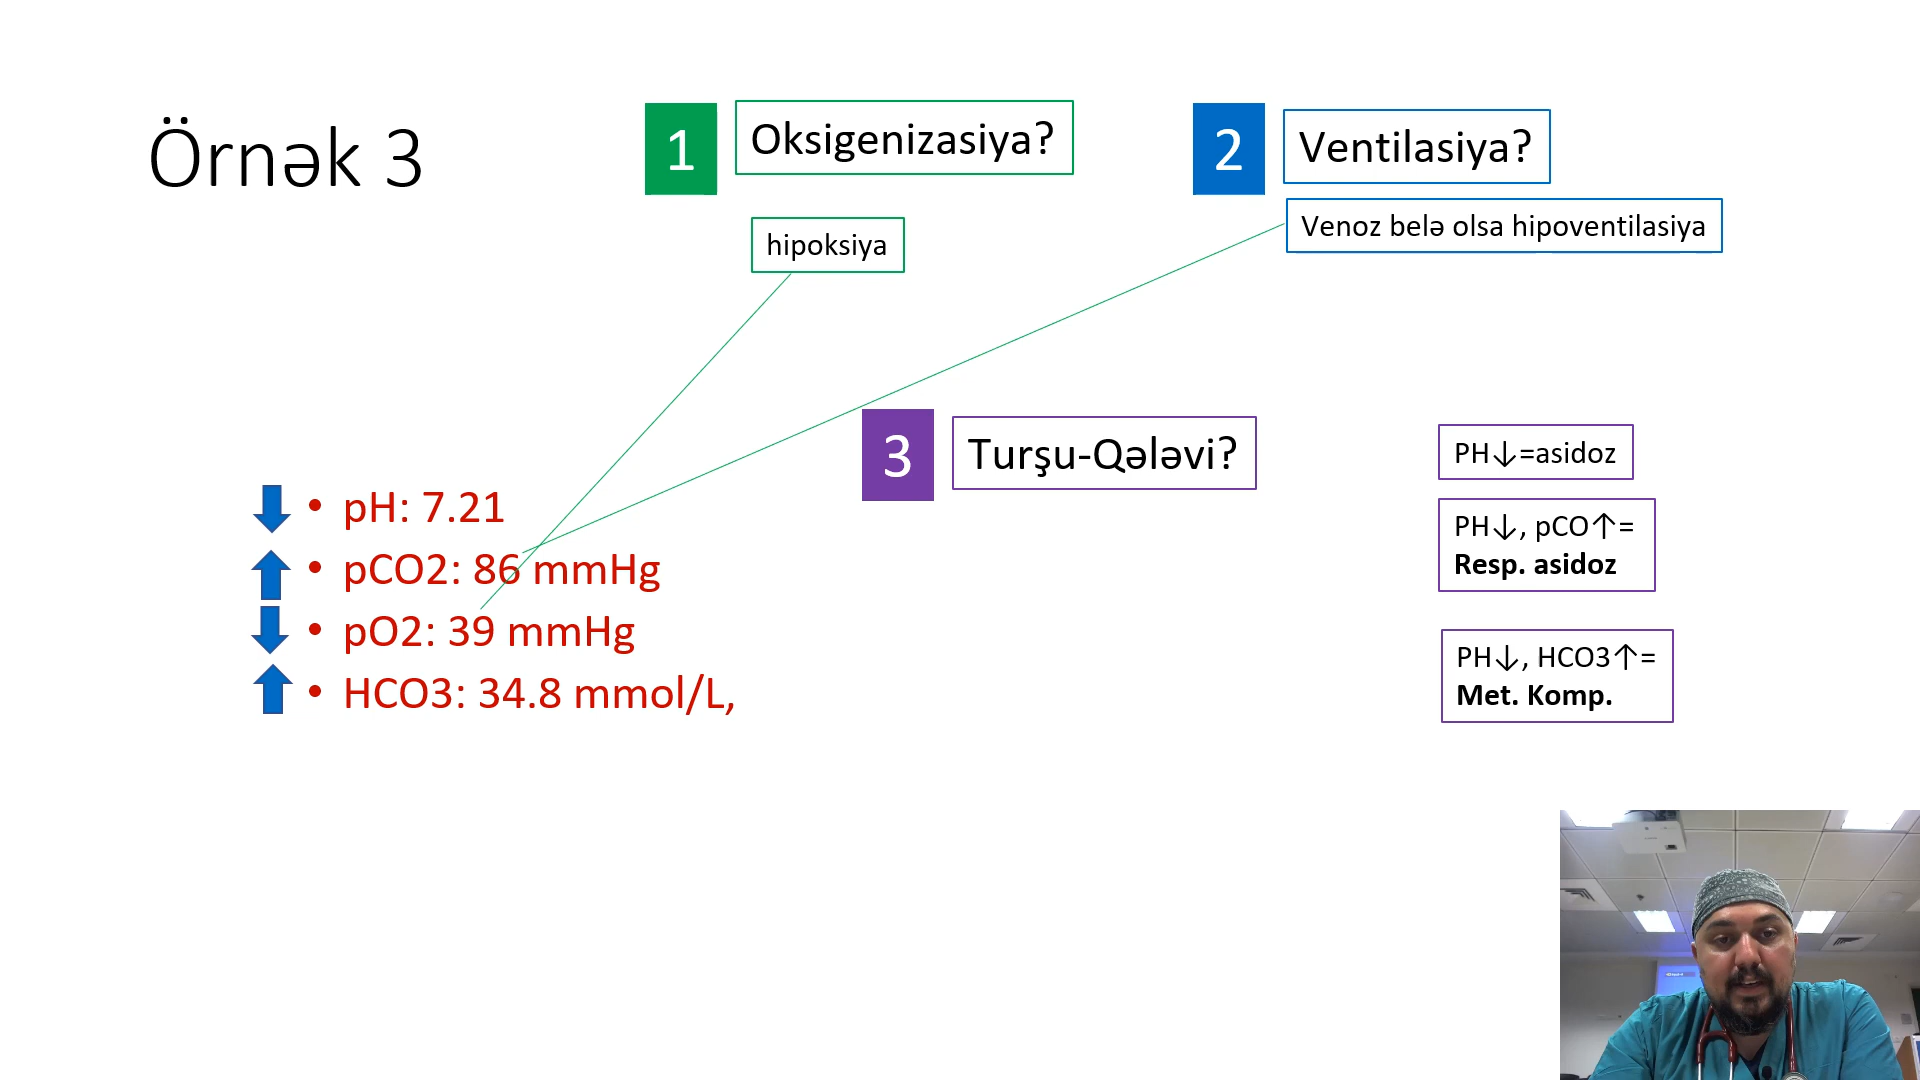 Örnək 3
1
Oksigenizasiya?
hipoksiya
2
Ventilasiya?
Venoz belə olsa hipoventilasiya
• pH: 7.21
• pCO2: 86 mmHg
• pO2: 39 mmHg
• HCO3: 34.8 mmol/L,
3
Turşu-Qələvi?
PH↓=asidoz
PH↓, pCO↑=
Resp. asidoz
PH↓, HCO3↑=
Met. Komp.